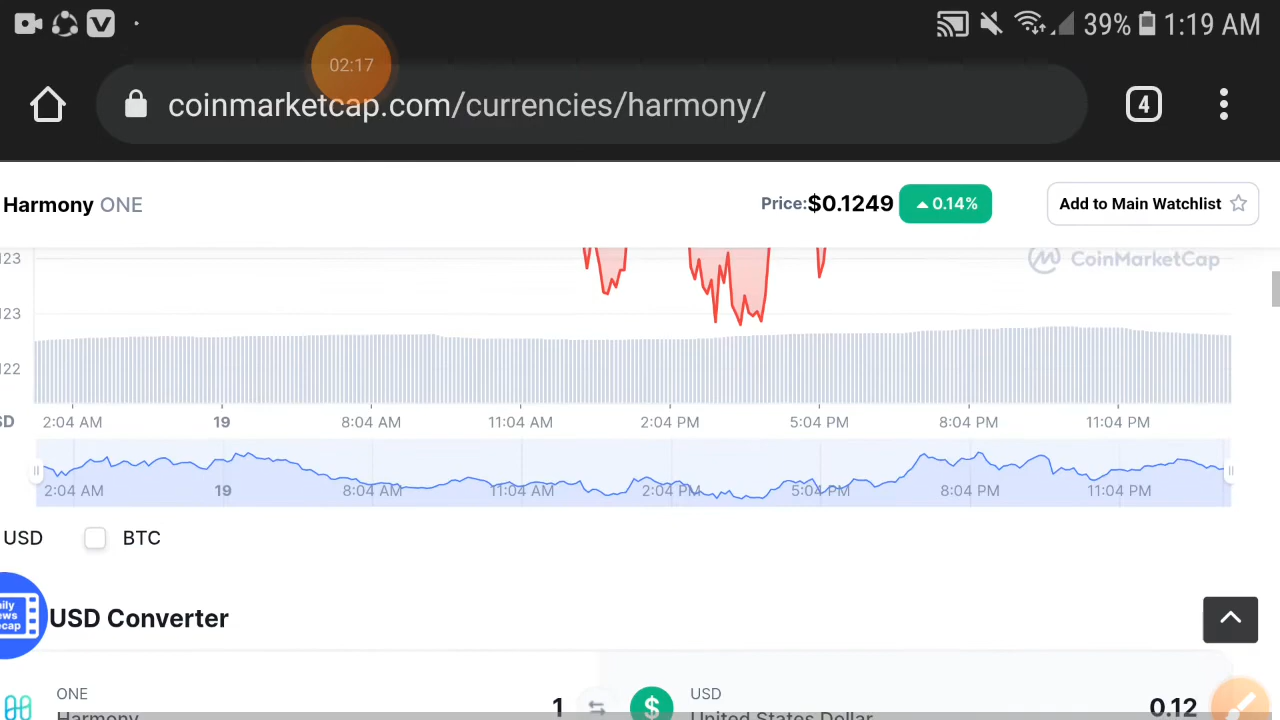 39% 1:19 AM
02:17
coinmarketcap.com/currencies/harmony/
4
Harmony ONE
Price:$0.1249 0.14%
Add to Main Watchlist
CoinMarketCap
2:04 AM 19 8:04 AM 11:04 AM 2:04 PM 5:04 PM 8:04 PM 11:04 PM
2:04 AM 19 8:04 AM 11:04 AM 2:04 PM 5:04 PM 8:04 PM 11:04 PM
USD BTC
USD Converter
ONE
Harmony
1
USD
United States Dollar
0.12